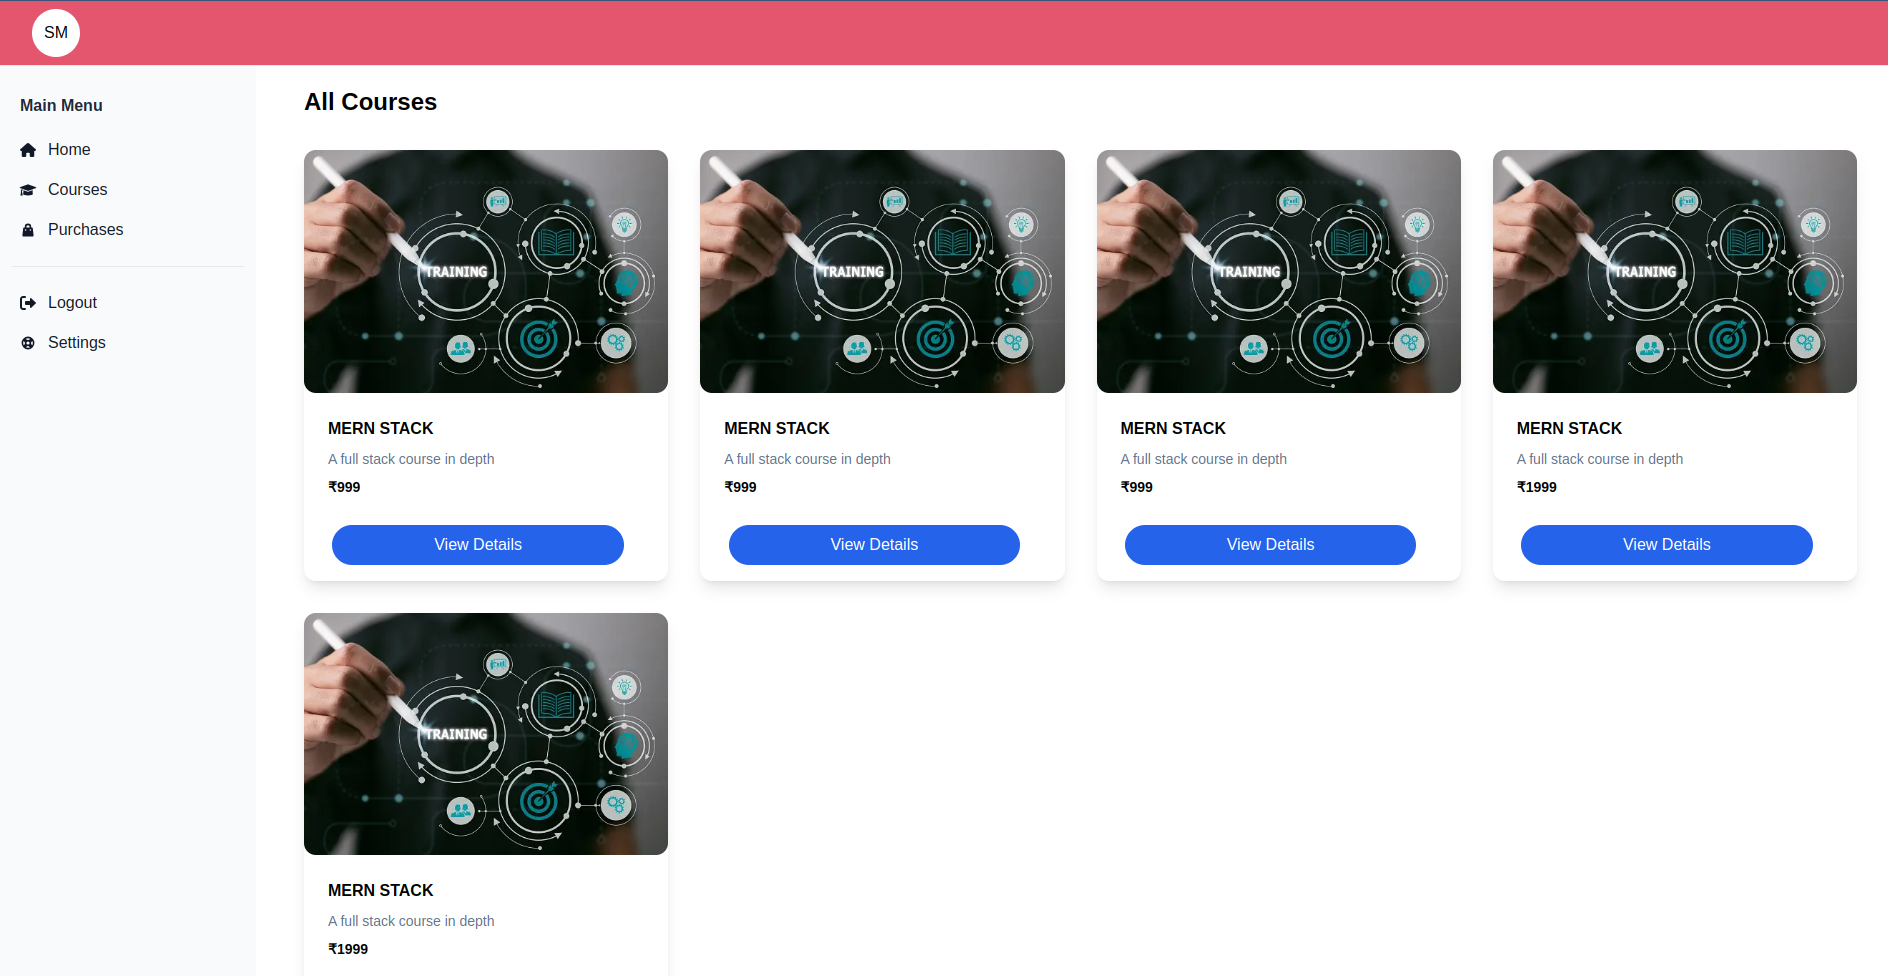 SM
Main Menu
Home
Courses
Purchases
Logout
Settings
All Courses
TRAINING
MERN STACK
A full stack course in depth
₹999
View Details
TRAINING
MERN STACK
A full stack course in depth
₹999
View Details
TRAINING
MERN STACK
A full stack course in depth
₹999
View Details
TRAINING
MERN STACK
A full stack course in depth
₹1999
View Details
TRAINING
MERN STACK
A full stack course in depth
₹1999